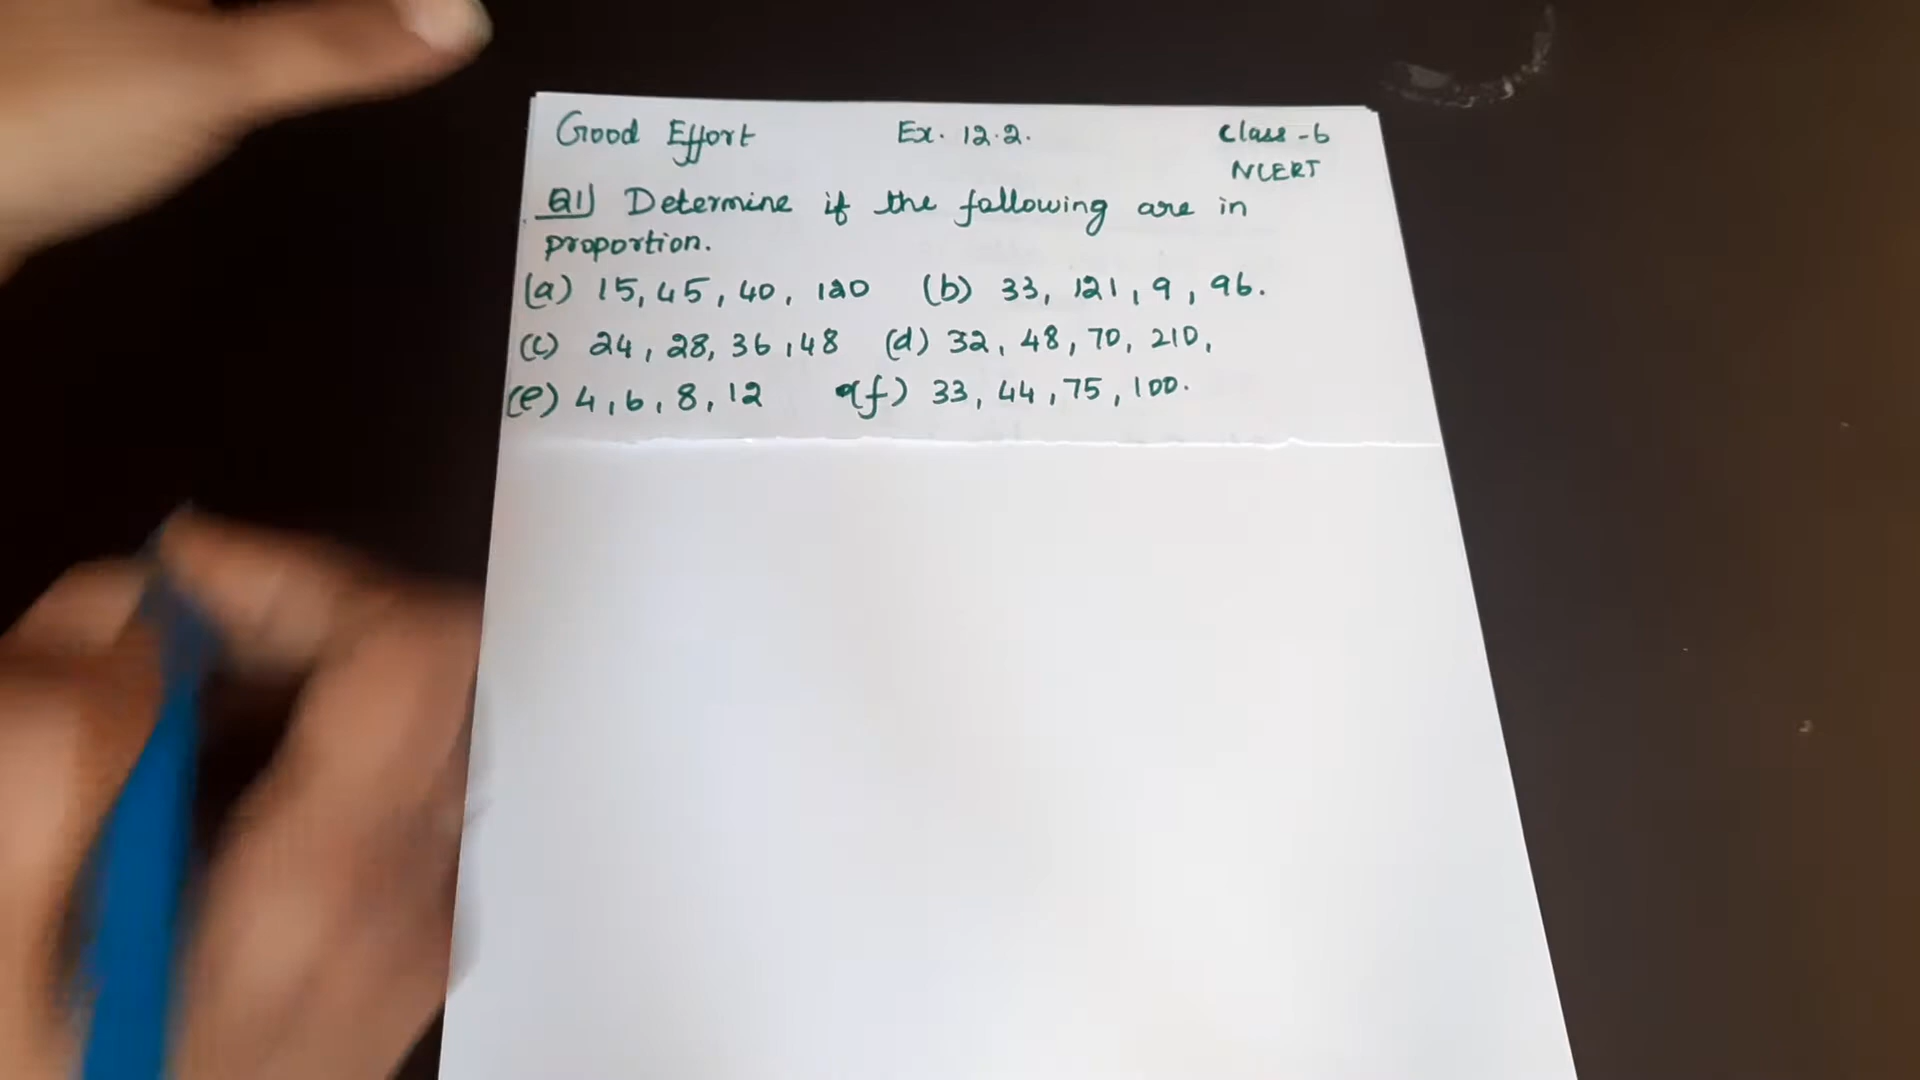 Good Effort Ex. 12.2. Class-6
NCERT
Q1) Determine if the following are in
proportion.
(a) 15, 45, 40, 120 (b) 33, 121, 9, 96.
(c) 24, 28, 36, 48 (d) 32, 48, 70, 210,
(e) 4, 6, 8, 12 (f) 33, 44, 75, 100.